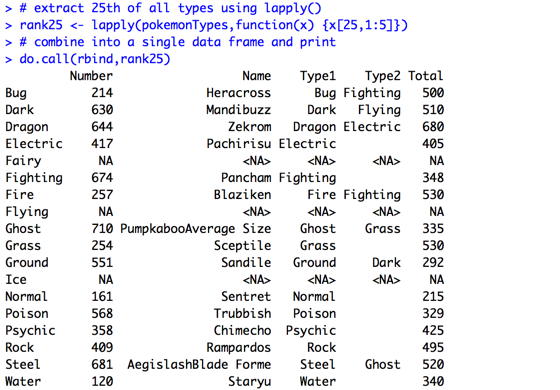 > # extract 25th of all types using lapply()
> rank25 <- lapply(pokemonTypes,function(x) {x[25,1:5]})
> # combine into a single data frame and print
> do.call(rbind,rank25)
Number Name Type1 Type2 Total
Bug 214 Heracross Bug Fighting 500
Dark 630 Mandibuzz Dark Flying 510
Dragon 644 Zekrom Dragon Electric 680
Electric 417 Pachirisu Electric 405
Fairy NA <NA> <NA> <NA> NA
Fighting 674 Pancham Fighting 348
Fire 257 Blaziken Fire Fighting 530
Flying NA <NA> <NA> <NA> NA
Ghost 710 PumpkabooAverage Size Ghost Grass 335
Grass 254 Sceptile Grass 530
Ground 551 Sandile Ground Dark 292
Ice NA <NA> <NA> <NA> NA
Normal 161 Sentret Normal 215
Poison 568 Trubbish Poison 329
Psychic 358 Chimecho Psychic 425
Rock 409 Rampardos Rock 495
Steel 681 AegislashBlade Forme Steel Ghost 520
Water 120 Staryu Water 340